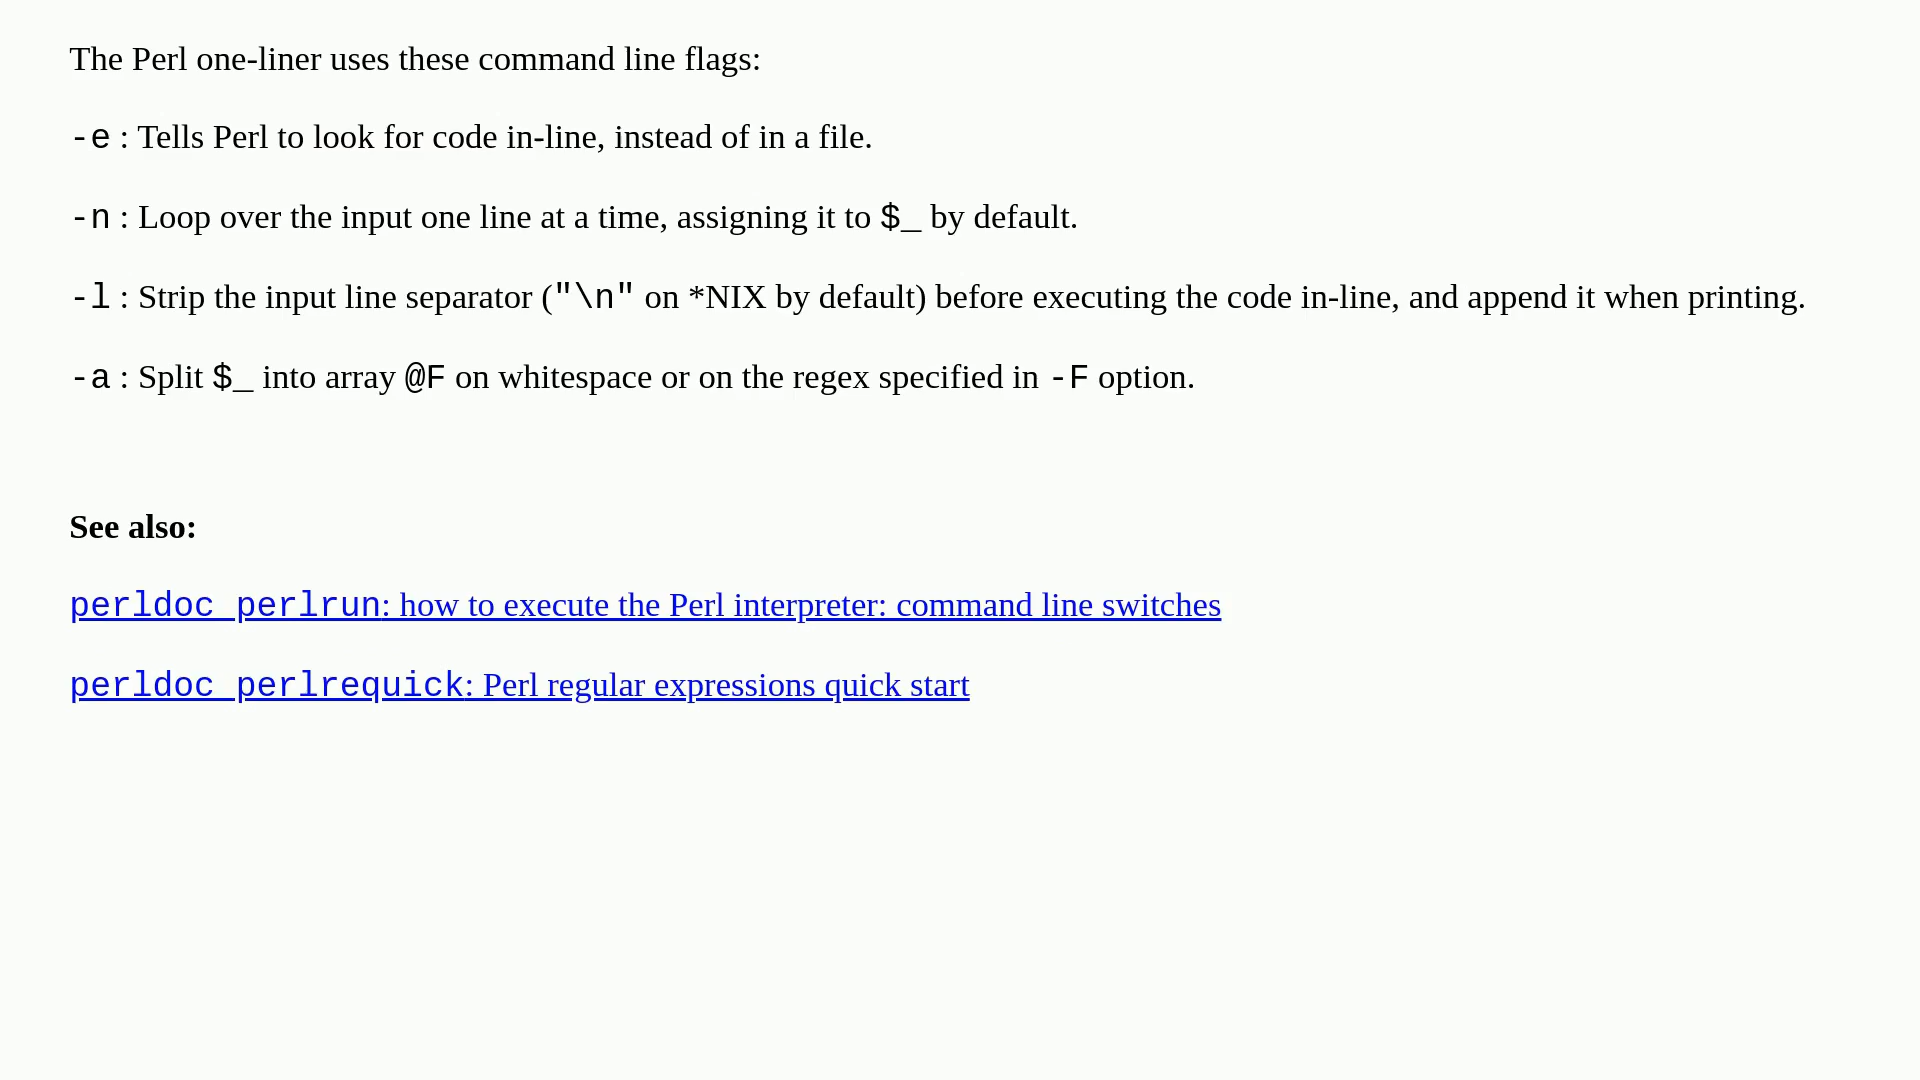 The Perl one-liner uses these command line flags:
-e : Tells Perl to look for code in-line, instead of in a file.
-n : Loop over the input one line at a time, assigning it to $_ by default.
-l : Strip the input line separator ("\n" on *NIX by default) before executing the code in-line, and append it when printing.
-a : Split $_ into array @F on whitespace or on the regex specified in -F option.
See also:
perldoc perlrun: how to execute the Perl interpreter: command line switches
perldoc perlrequick: Perl regular expressions quick start